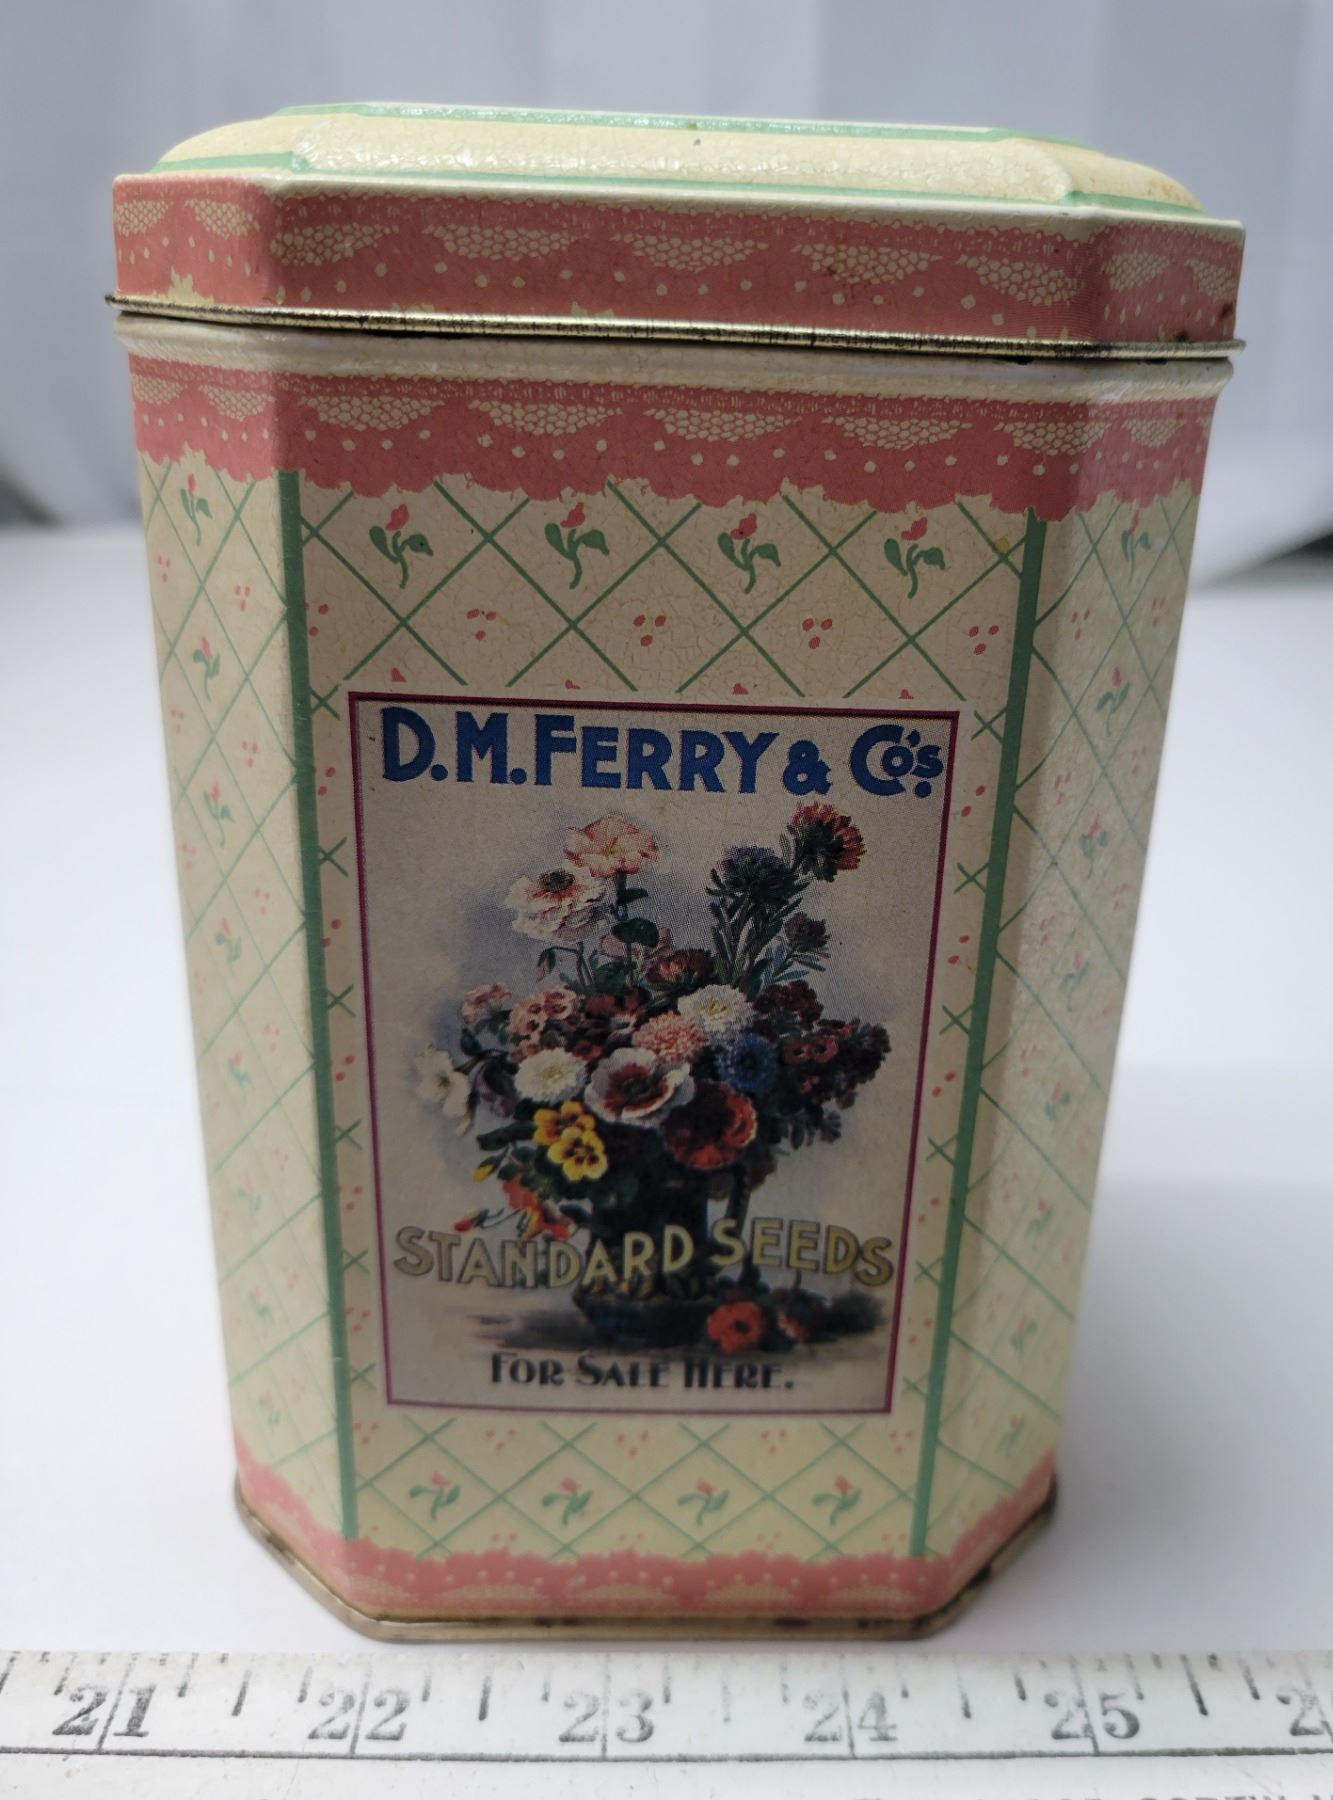 D.M.FERRY & Co's.
STANDARD SEEDS
FOR SALE HERE.
21 22 23 24 25